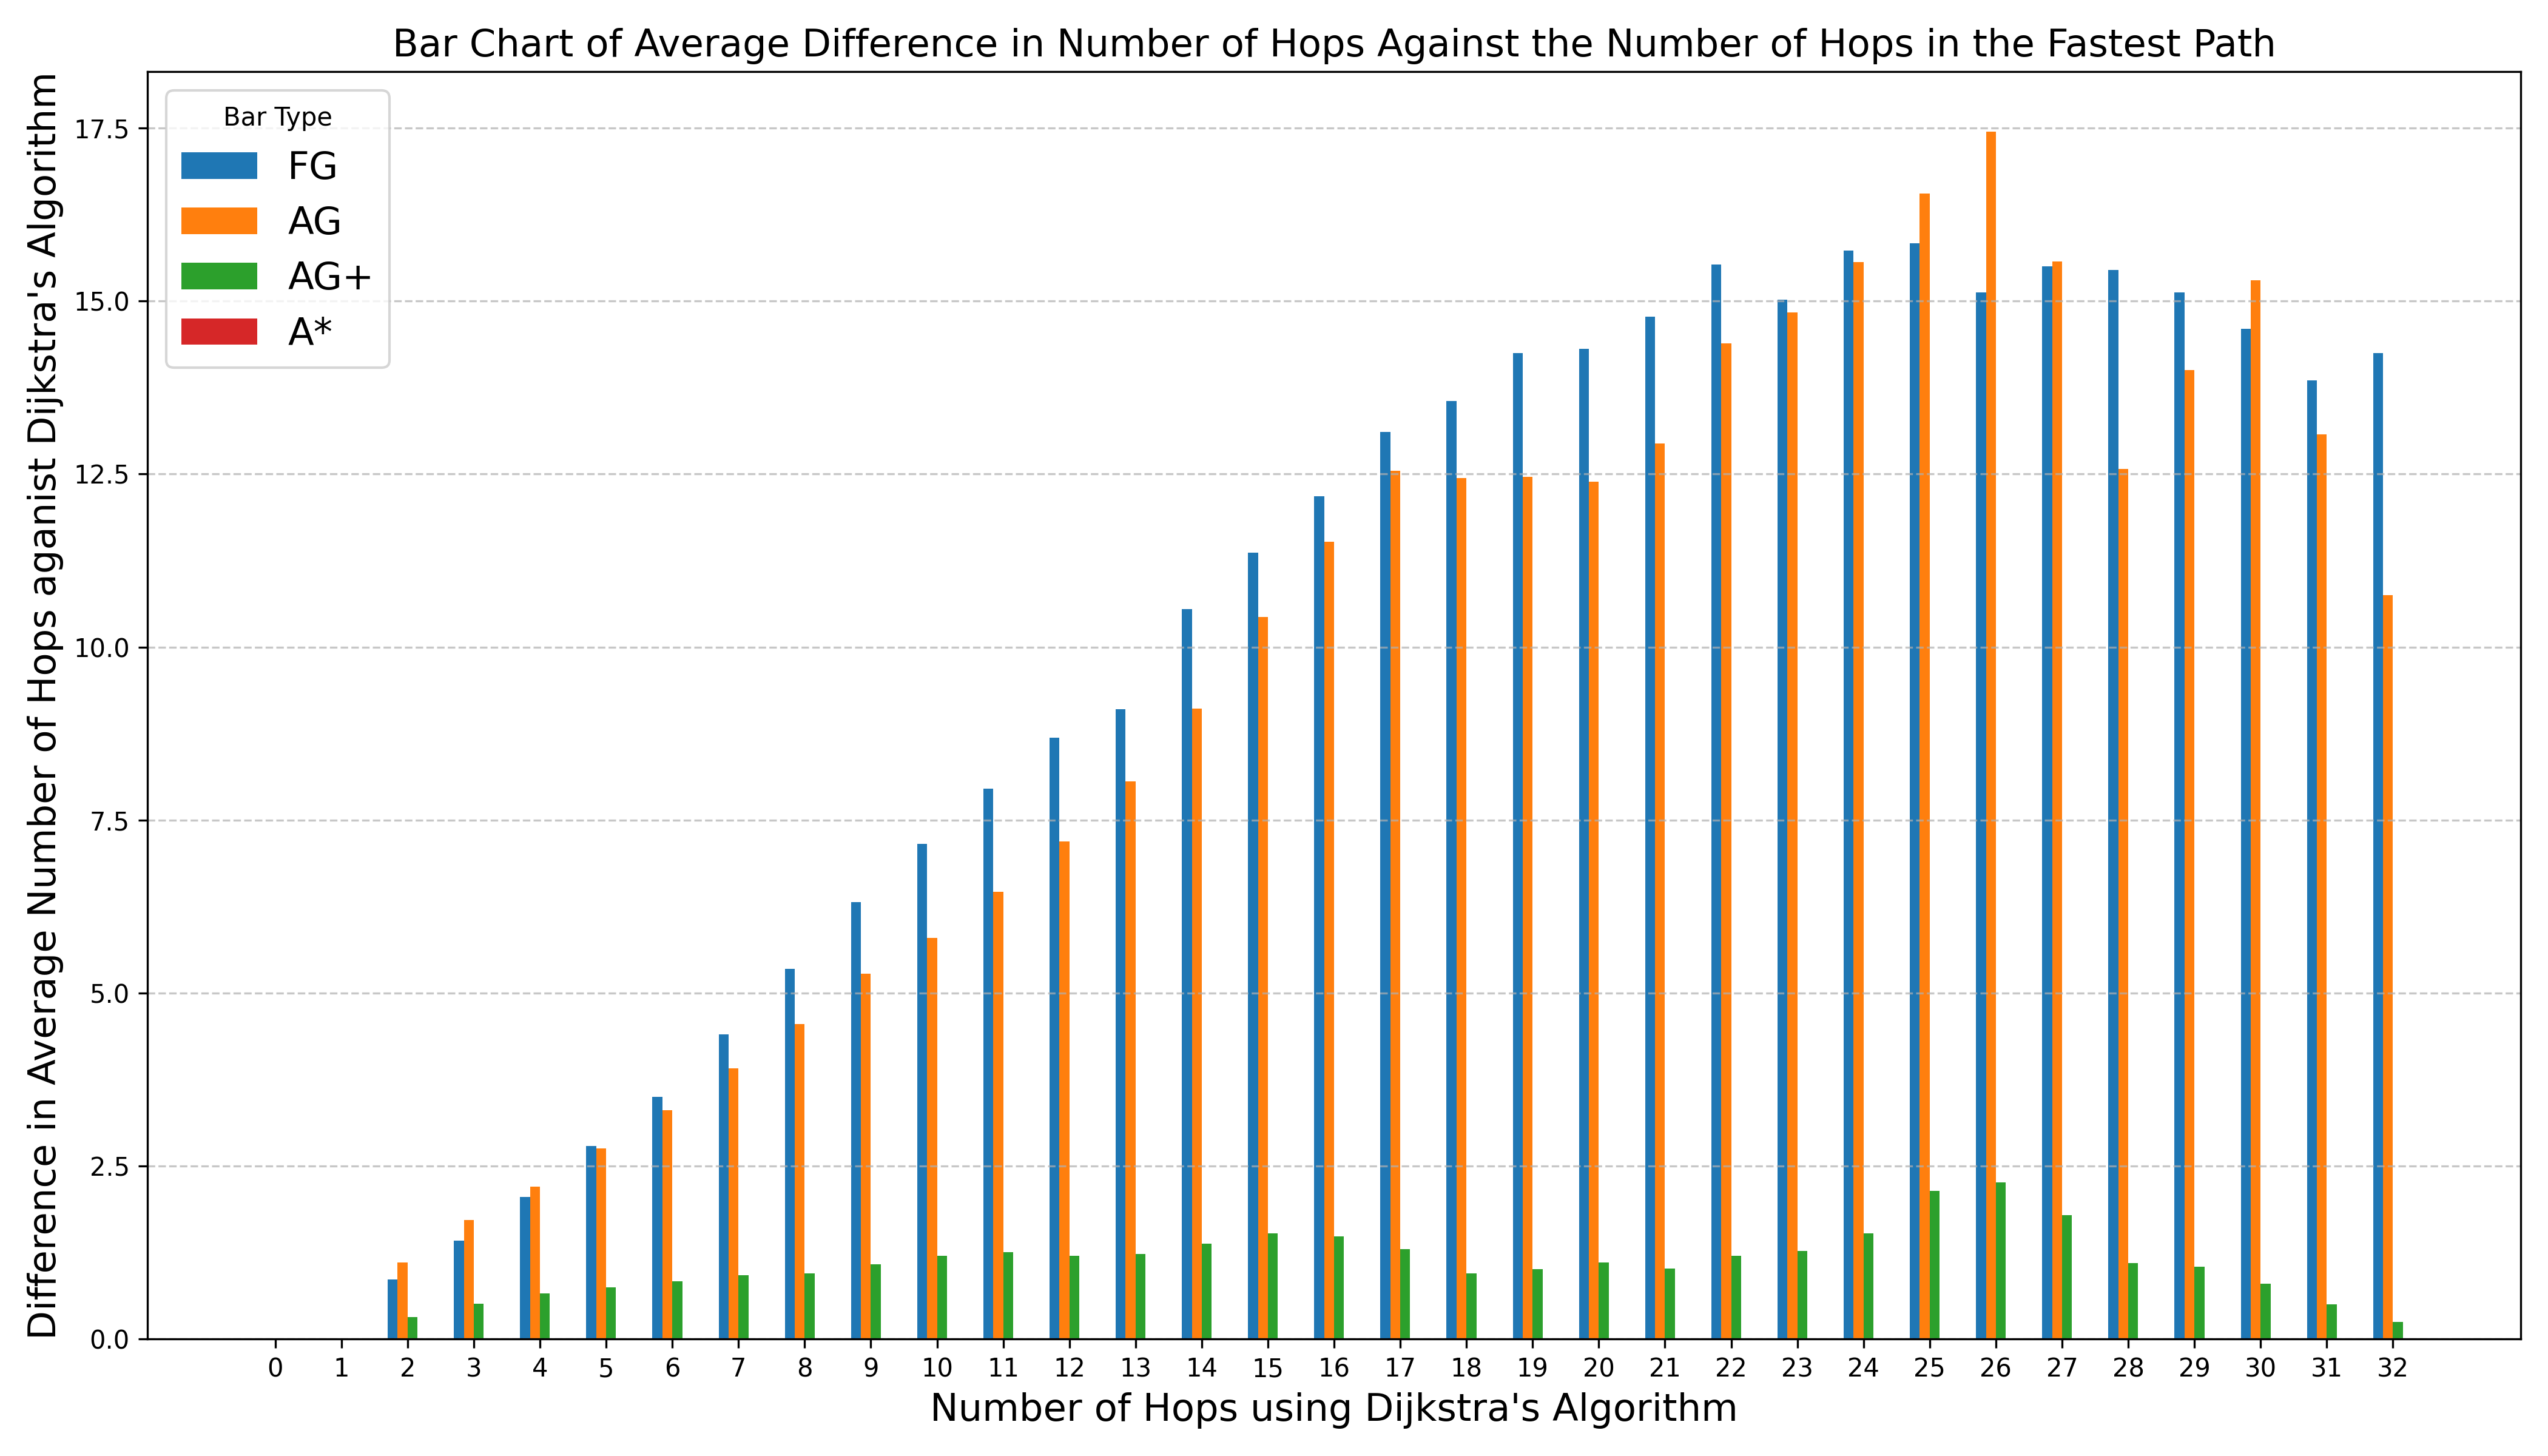 Bar Chart of Average Difference in Number of Hops Against the Number of Hops in the Fastest Path
Difference in Average Number of Hops aganist Dijkstra's Algorithm
17.5
15.0
12.5
10.0
7.5
5.0
2.5
0.0
Bar Type
FG
AG
AG+
A*
0 1 2 3 4 5 6 7 8 9 10 11 12 13 14 15 16 17 18 19 20 21 22 23 24 25 26 27 28 29 30 31 32
Number of Hops using Dijkstra's Algorithm